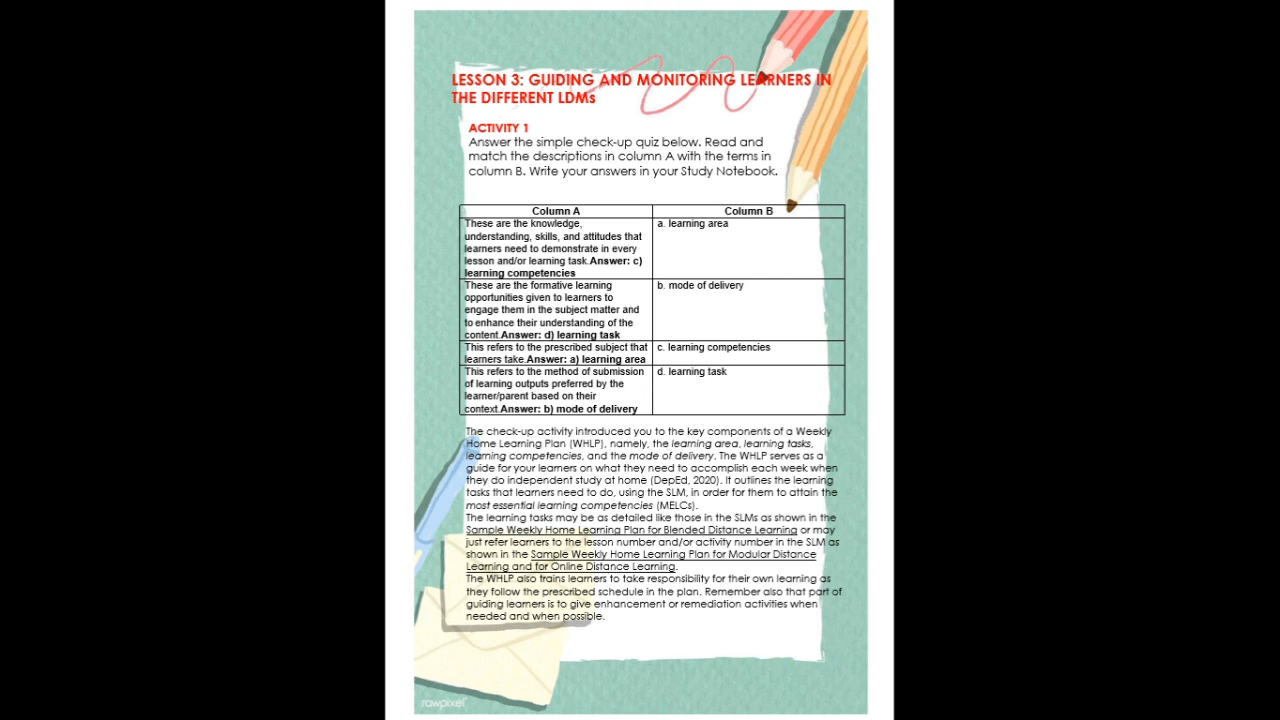 LESSON 3: GUIDING AND MONITORING LEARNERS IN
THE DIFFERENT LDMs
ACTIVITY 1
Answer the simple check-up quiz below. Read and
match the descriptions in column A with the terms in
column B. Write your answers in your Study Notebook.
Column A
Column B
These are the knowledge,
understanding, skills, and attitudes that
learners need to demonstrate in every
lesson and/or learning task.Answer: c)
learning competencies
a. learning area
These are the formative learning
opportunities given to learners to
engage them in the subject matter and
to enhance their understanding of the
content.Answer: d) learning task
b. mode of delivery
This refers to the prescribed subject that
learners take.Answer: a) learning area
c. learning competencies
This refers to the method of submission
of learning outputs preferred by the
learner/parent based on their
context.Answer: b) mode of delivery
d. learning task
The check-up activity introduced you to the key components of a Weekly
Home Learning Plan (WHLP), namely, the learning area, learning tasks,
learning competencies, and the mode of delivery. The WHLP serves as a
guide for your learners on what they need to accomplish each week when
they do independent study at home (DepEd, 2020). It outlines the learning
tasks that learners need to do, using the SLM, in order for them to attain the
most essential learning competencies (MELCs).
The learning tasks may be as detailed like those in the SLMs as shown in the
Sample Weekly Home Learning Plan for Blended Distance Learning or may
just refer learners to the lesson number and/or activity number in the SLM as
shown in the Sample Weekly Home Learning Plan for Modular Distance
Learning and for Online Distance Learning.
The WHLP also trains learners to take responsibility for their own learning as
they follow the prescribed schedule in the plan. Remember also that part of
guiding learners is to give enhancement or remediation activities when
needed and when possible.
rawpixel